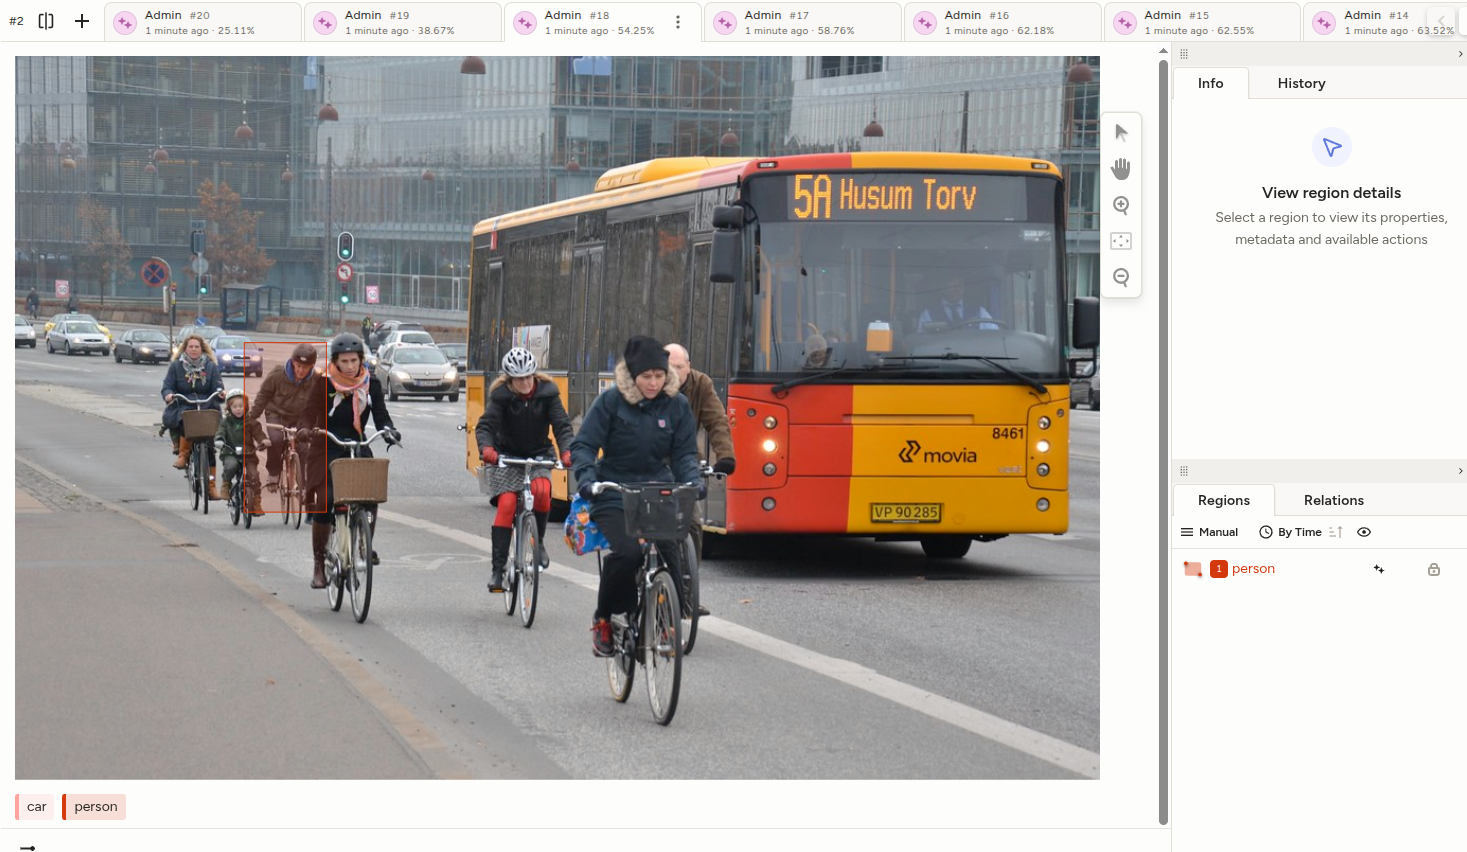 #2
Admin #20
1 minute ago · 25.11%
Admin #19
1 minute ago · 38.67%
Admin #18
1 minute ago · 54.25%
Admin #17
1 minute ago · 58.76%
Admin #16
1 minute ago · 62.18%
Admin #15
1 minute ago · 62.55%
Admin #14
1 minute ago · 63.52%
5A Husum Torv
8461
movia
VP 90 285
car
person
Info
History
View region details
Select a region to view its properties,
metadata and available actions
Regions
Relations
Manual
By Time
1 person